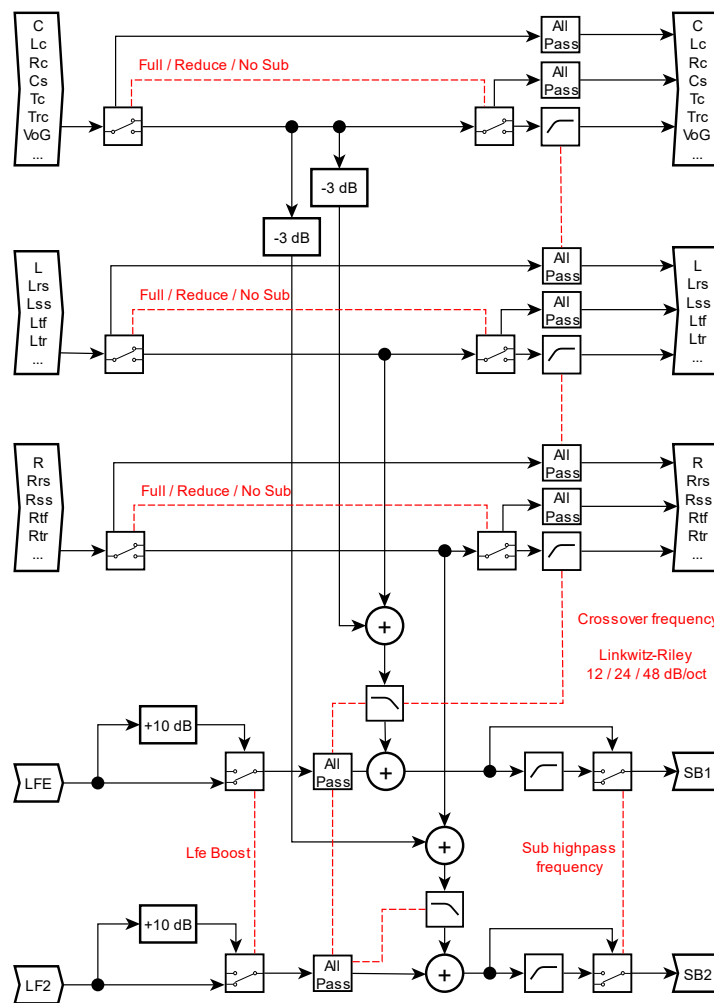 C
Lc
Rc
Cs
Tc
Trc
VoG
...
Full / Reduce / No Sub
All
Pass
All
Pass
C
Lc
Rc
Cs
Tc
Trc
VoG
...
-3 dB
-3 dB
L
Lrs
Lss
Ltf
Ltr
...
Full / Reduce / No Sub
All
Pass
All
Pass
L
Lrs
Lss
Ltf
Ltr
...
R
Rrs
Rss
Rtf
Rtr
...
Full / Reduce / No Sub
All
Pass
All
Pass
R
Rrs
Rss
Rtf
Rtr
...
+
Crossover frequency
Linkwitz-Riley
12 / 24 / 48 dB/oct
+10 dB
LFE
All
Pass
+
SB1
Lfe Boost
+
Sub highpass
frequency
+10 dB
LF2
All
Pass
+
SB2